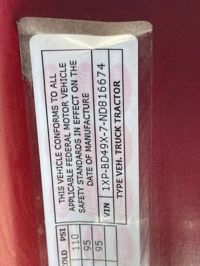 THIS VEHICLE CONFORMS TO ALL
APPLICABLE FEDERAL MOTOR VEHICLE
SAFETY STANDARDS IN EFFECT ON THE
DATE OF MANUFACTURE
VIN 1XP-BD49X-7-ND816674
TYPE VEH. TRUCK TRACTOR
COLD PSI
110
95
95